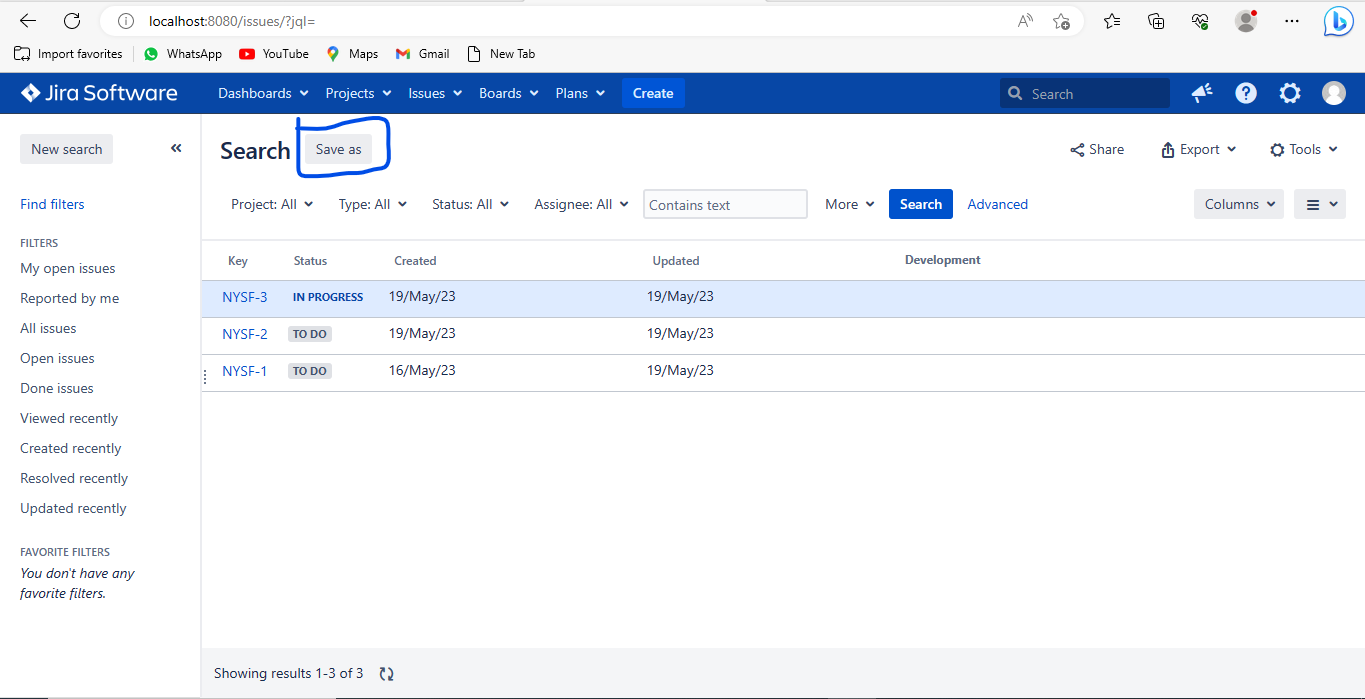 localhost:8080/issues/?jql=
Import favorites WhatsApp YouTube Maps Gmail New Tab
Jira Software Dashboards Projects Issues Boards Plans Create Search
New search
Search Save as Share Export Tools
Find filters
Project: All Type: All Status: All Assignee: All Contains text More Search Advanced Columns
FILTERS
My open issues
Reported by me
All issues
Open issues
Done issues
Viewed recently
Created recently
Resolved recently
Updated recently
FAVORITE FILTERS
You don't have any
favorite filters.
Key Status Created Updated Development
NYSF-3 IN PROGRESS 19/May/23 19/May/23
NYSF-2 TO DO 19/May/23 19/May/23
NYSF-1 TO DO 16/May/23 19/May/23
Showing results 1-3 of 3